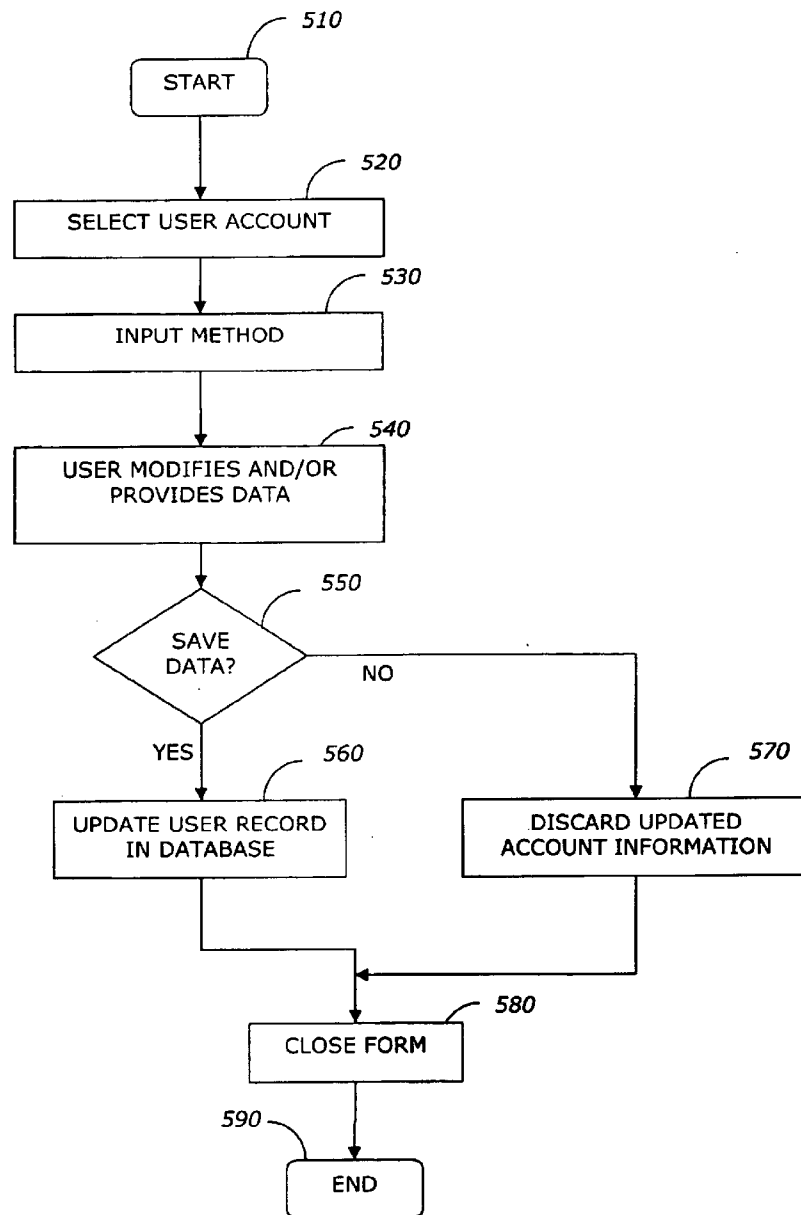 510
START
520
SELECT USER ACCOUNT
530
INPUT METHOD
540
USER MODIFIES AND/OR
PROVIDES DATA
550
SAVE
DATA?
NO
YES
560
570
UPDATE USER RECORD
IN DATABASE
DISCARD UPDATED
ACCOUNT INFORMATION
580
CLOSE FORM
590
END